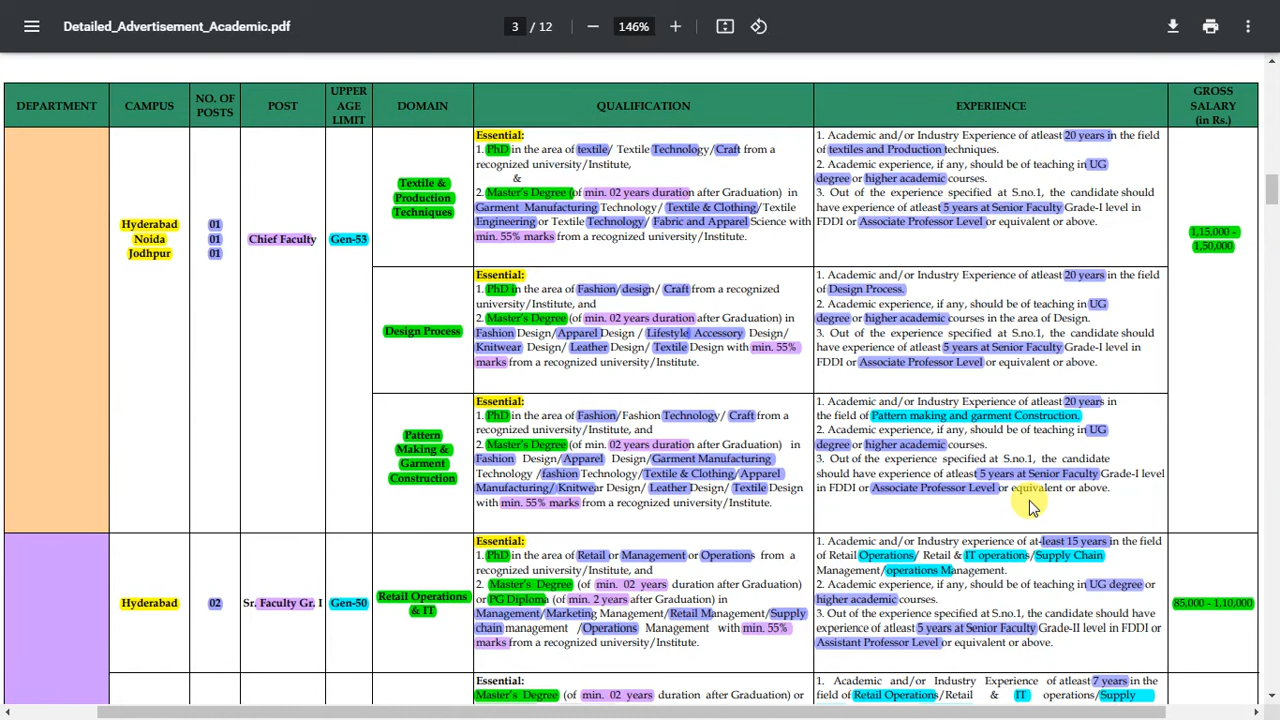 Detailed_Advertisement_Academic.pdf
3 / 12
146%
DEPARTMENT
CAMPUS
NO. OF
POSTS
POST
UPPER
AGE
LIMIT
DOMAIN
QUALIFICATION
EXPERIENCE
GROSS
SALARY
(in Rs.)
Hyderabad
Noida
Jodhpur
01
01
01
Chief Faculty
Gen-53
Textile &
Production
Techniques
Essential:
1. PhD in the area of textile/ Textile Technology/Craft from a
recognized university/Institute,
&
2. Master's Degree (of min. 02 years duration after Graduation) in
Garment Manufacturing Technology/ Textile & Clothing/Textile
Engineering or Textile Technology/ Fabric and Apparel Science with
min. 55% marks from a recognized university/Institute.
1. Academic and/or Industry Experience of atleast 20 years in the field
of textiles and Production techniques.
2. Academic experience, if any, should be of teaching in UG
degree or higher academic courses.
3. Out of the experience specified at S.no.1, the candidate should
have experience of atleast 5 years at Senior Faculty Grade-I level in
FDDI or Associate Professor Level or equivalent or above.
1,15,000 -
1,50,000
Design Process
Essential:
1. PhD in the area of Fashion/design/ Craft from a recognized
university/Institute, and
2. Master's Degree (of min. 02 years duration after Graduation) in
Fashion Design/Apparel Design / Lifestyle Accessory Design/
Knitwear Design/ Leather Design/ Textile Design with min. 55%
marks from a recognized university/Institute.
1. Academic and/or Industry Experience of atleast 20 years in the field
of Design Process.
2. Academic experience, if any, should be of teaching in UG
degree or higher academic courses in the area of Design.
3. Out of the experience specified at S.no.1, the candidate should
have experience of atleast 5 years at Senior Faculty Grade-I level in
FDDI or Associate Professor Level or equivalent or above.
Pattern
Making &
Garment
Construction
Essential:
1. PhD in the area of Fashion/Fashion Technology/ Craft from a
recognized university/Institute, and
2. Master's Degree (of min. 02 years duration after Graduation) in
Fashion Design/Apparel Design/Garment Manufacturing
Technology /fashion Technology/Textile & Clothing/Apparel
Manufacturing/ Knitwear Design/ Leather Design/ Textile Design
with min. 55% marks from a recognized university/Institute.
1. Academic and/or Industry Experience of atleast 20 years in
the field of Pattern making and garment Construction.
2. Academic experience, if any, should be of teaching in UG
degree or higher academic courses.
3. Out of the experience specified at S.no.1, the candidate
should have experience of atleast 5 years at Senior Faculty Grade-I level
in FDDI or Associate Professor Level or equivalent or above.
Hyderabad
02
Sr. Faculty Gr. I
Gen-50
Retail Operations
& IT
Essential:
1. PhD in the area of Retail or Management or Operations from a
recognized university/Institute, and
2. Master's Degree (of min. 02 years duration after Graduation)
or PG Diploma (of min. 2 years after Graduation) in
Management/Marketing Management/Retail Management/Supply
chain management /Operations Management with min. 55%
marks from a recognized university/Institute.
1. Academic and/or Industry experience of at-least 15 years in the field
of Retail Operations/ Retail & IT operations/Supply Chain
Management/operations Management.
2. Academic experience, if any, should be of teaching in UG degree or
higher academic courses.
3. Out of the experience specified at S.no.1, the candidate should have
experience of atleast 5 years at Senior Faculty Grade-II level in FDDI or
Assistant Professor Level or equivalent or above.
85,000 - 1,10,000
Essential:
Master's Degree (of min. 02 years duration after Graduation) or
1. Academic and/or Industry Experience of atleast 7 years in the
field of Retail Operations/Retail & IT operations/Supply